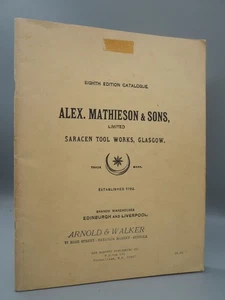 EIGHTH EDITION CATALOGUE.
ALEX. MATHIESON & SONS,
LIMITED
SARACEN TOOL WORKS, GLASGOW.
TRADE MARK.
ESTABLISHED 1792.
BRANCH WAREHOUSES
EDINBURGH AND LIVERPOOL.
ARNOLD & WALKER